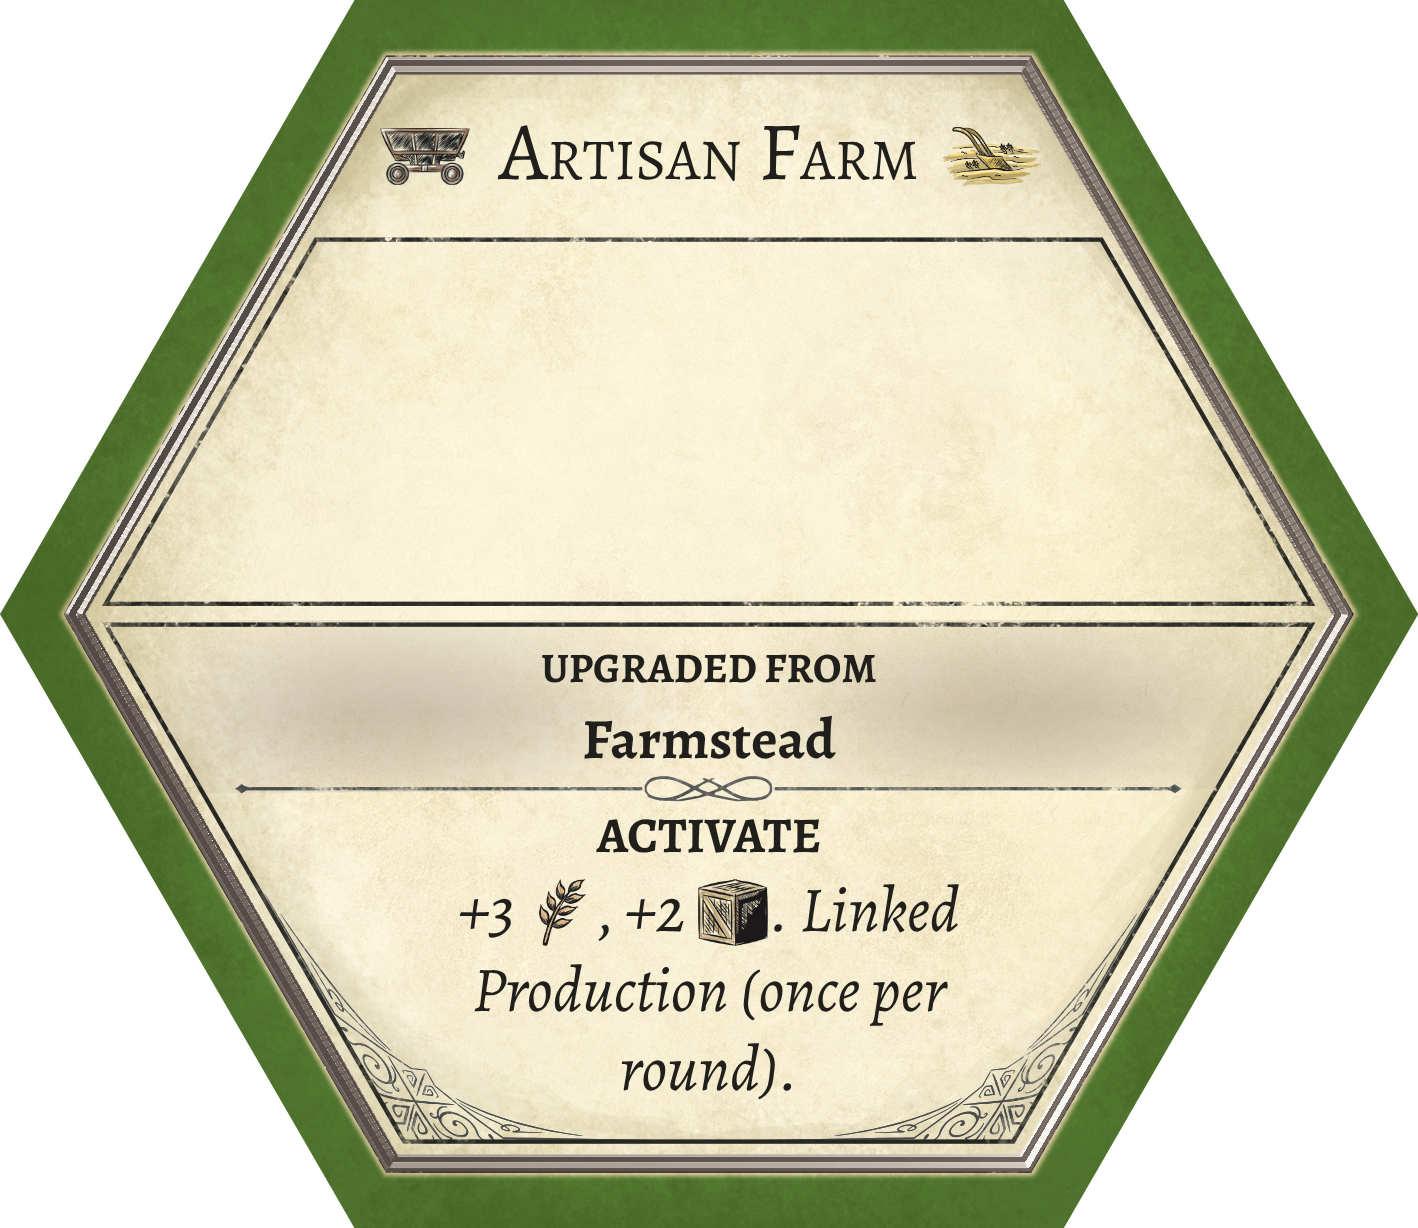 Artisan Farm
UPGRADED FROM
Farmstead
ACTIVATE
+3 , +2 . Linked
Production (once per
round).